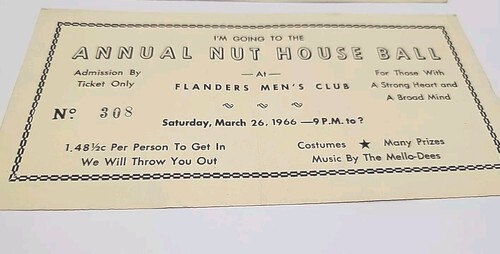 I'M GOING TO THE
ANNUAL NUT HOUSE BALL
Admission By
Ticket Only
— At —
FLANDERS MEN'S CLUB
For Those With
A Strong Heart and
A Broad Mind
No. 308
Saturday, March 26, 1966 — 9 P.M. to ?
1.48½c Per Person To Get In
We Will Throw You Out
Costumes ★ Many Prizes
Music By The Mello-Dees